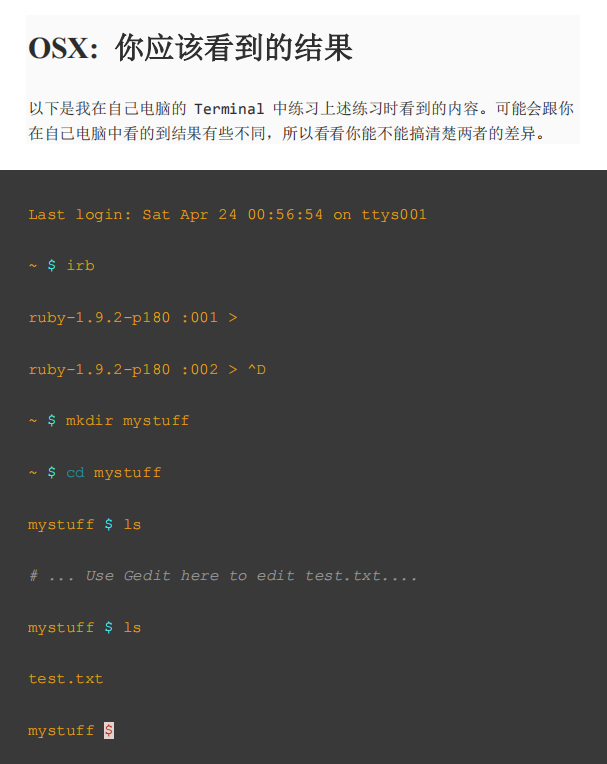 OSX: 你应该看到的结果
以下是我在自己电脑的 Terminal 中练习上述练习时看到的内容。可能会跟你
在自己电脑中看的到结果有些不同，所以看看你能不能搞清楚两者的差异。
Last login: Sat Apr 24 00:56:54 on ttys001
~ $ irb
ruby-1.9.2-p180 :001 >
ruby-1.9.2-p180 :002 > ^D
~ $ mkdir mystuff
~ $ cd mystuff
mystuff $ ls
# ... Use Gedit here to edit test.txt....
mystuff $ ls
test.txt
mystuff $